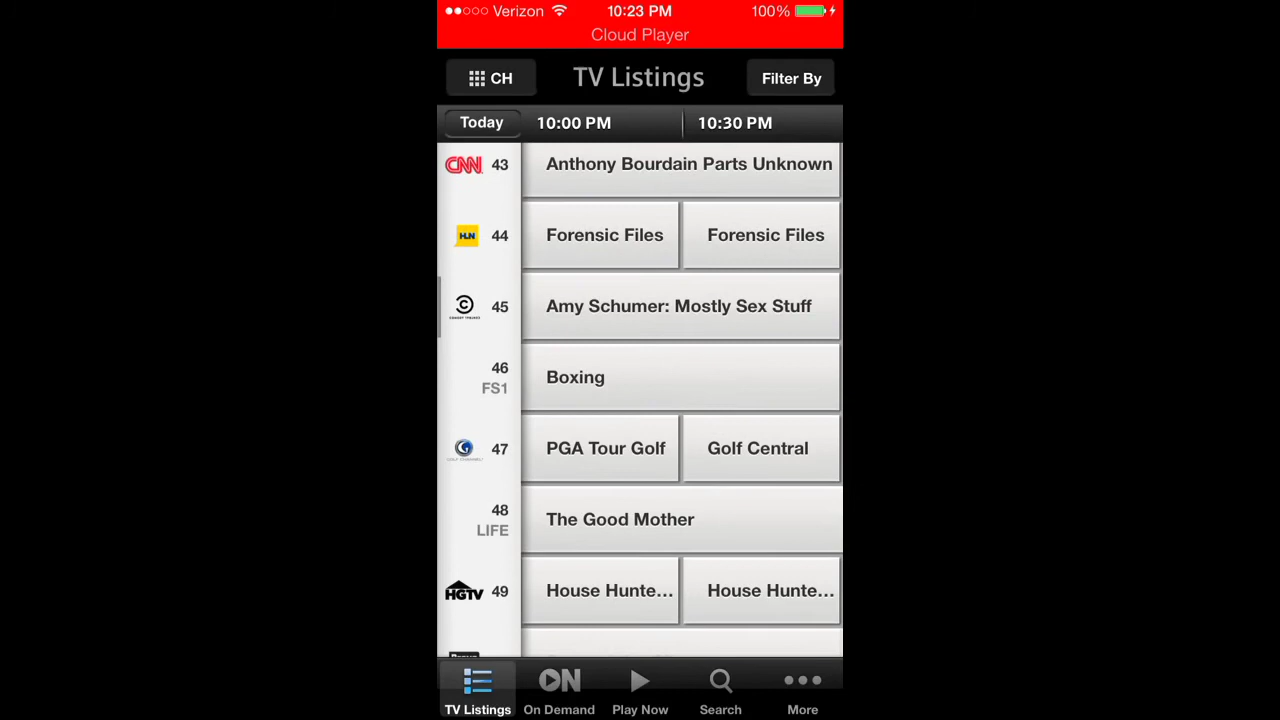 Verizon 10:23 PM 100%
Cloud Player
CH TV Listings Filter By
Today 10:00 PM 10:30 PM
CNN 43 Anthony Bourdain Parts Unknown
HLN 44 Forensic Files Forensic Files
45 Amy Schumer: Mostly Sex Stuff
46 FS1 Boxing
47 PGA Tour Golf Golf Central
48 LIFE The Good Mother
HGTV 49 House Hunte... House Hunte...
TV Listings On Demand Play Now Search More